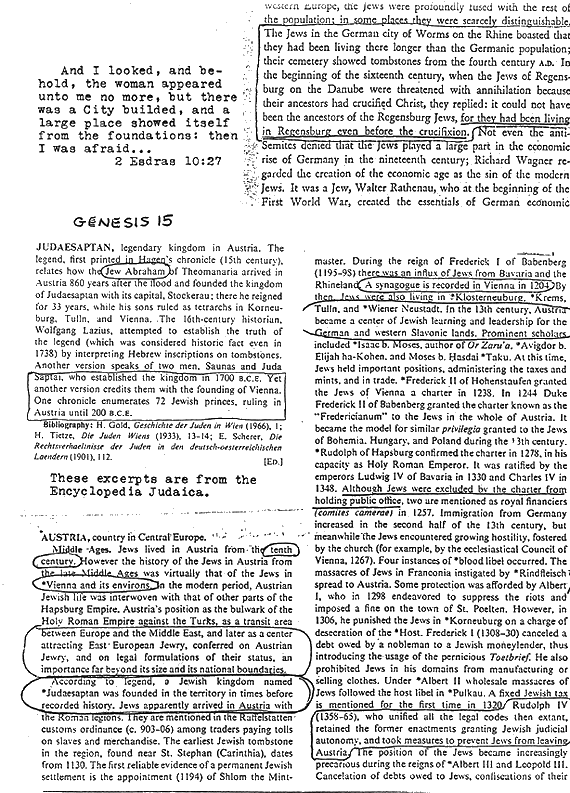 western Europe, the Jews were profoundly fused with the rest of
the population; in some places they were scarcely distinguishable.
The Jews in the German city of Worms on the Rhine boasted that
they had been living there longer than the Germanic population;
their cemetery showed tombstones from the fourth century A.D. In
the beginning of the sixteenth century, when the Jews of Regens-
burg on the Danube were threatened with annihilation because
their ancestors had crucified Christ, they replied: it could not have
been the ancestors of the Regensburg Jews, for they had been living
in Regensburg even before the crucifixion. Not even the anti-
Semites denied that the Jews played a large part in the economic
rise of Germany in the nineteenth century; Richard Wagner re-
garded the creation of the economic age as the sin of the modern
Jews. It was a Jew, Walter Rathenau, who at the beginning of the
First World War, created the essentials of German economic
And I looked, and be-
hold, the woman appeared
unto me no more, but there
was a City builded, and a
large place showed itself
from the foundations: then
I was afraid...
2 Esdras 10:27
GENESIS 15
JUDAESAPTAN, legendary kingdom in Austria. The
legend, first printed in Hagen's chronicle (15th century),
relates how the Jew Abraham of Theomanaria arrived in
Austria 860 years after the flood and founded the kingdom
of Judaesaptan with its capital, Stockerau; there he reigned
for 33 years, while his sons ruled as tetrarchs in Korneu-
burg, Tulln, and Vienna. The 16th-century historian,
Wolfgang Lazius, attempted to establish the truth of
the legend (which was considered historic fact even in
1738) by interpreting Hebrew inscriptions on tombstones.
Another version speaks of two men, Saunas and Juda
Saptai, who established the kingdom in 1700 B.C.E. Yet
another version credits them with the founding of Vienna.
One chronicle enumerates 72 Jewish princes, ruling in
Austria until 200 B.C.E.
Bibliography: H. Gold, Geschichte der Juden in Wien (1966), 1;
H. Tietze, Die Juden Wiens (1933), 13–14; E. Scherer, Die
Rechtsverhaeltnisse der Juden in den deutsch-oesterreichischen
Laendern (1901), 112.
[ED.]
These excerpts are from the
Encyclopedia Judaica.
AUSTRIA, country in Central Europe.
Middle Ages. Jews lived in Austria from the tenth
century. However the history of the Jews in Austria from
the late Middle Ages was virtually that of the Jews in
*Vienna and its environs. In the modern period, Austrian
Jewish life was interwoven with that of other parts of the
Hapsburg Empire. Austria's position as the bulwark of the
Holy Roman Empire against the Turks, as a transit area
between Europe and the Middle East, and later as a center
attracting East European Jewry, conferred on Austrian
Jewry, and on legal formulations of their status, an
importance far beyond its size and its national boundaries.
According to legend, a Jewish kingdom named
*Judaesaptan was founded in the territory in times before
recorded history. Jews apparently arrived in Austria with
the Roman legions. They are mentioned in the Raffelstatten
customs ordinance (c. 903–06) among traders paying tolls
on slaves and merchandise. The earliest Jewish tombstone
in the region, found near St. Stephan (Carinthia), dates
from 1130. The first reliable evidence of a permanent Jewish
settlement is the appointment (1194) of Shlom the Mint-
master. During the reign of Frederick I of Babenberg
(1195–98) there was an influx of Jews from Bavaria and the
Rhineland. A synagogue is recorded in Vienna in 1204. By
then, Jews were also living in *Klosterneuburg, *Krems,
Tulln, and *Wiener Neustadt. In the 13th century, Austria
became a center of Jewish learning and leadership for the
German and western Slavonic lands. Prominent scholars
included *Isaac b. Moses, author of Or Zaru'a, *Avigdor b.
Elijah ha-Kohen, and Moses b. Ḥasdai *Taku. At this time,
Jews held important positions, administering the taxes and
mints, and in trade. *Frederick II of Hohenstaufen granted
the Jews of Vienna a charter in 1238. In 1244 Duke
Frederick II of Babenberg granted the charter known as the
"Fredericianum" to the Jews in the whole of Austria. It
became the model for similar privilegia granted to the Jews
of Bohemia, Hungary, and Poland during the 13th century.
*Rudolph of Hapsburg confirmed the charter in 1278, in his
capacity as Holy Roman Emperor. It was ratified by the
emperors Ludwig IV of Bavaria in 1330 and Charles IV in
1348. Although Jews were excluded by the charter from
holding public office, two are mentioned as royal financiers
(comites camerae) in 1257. Immigration from Germany
increased in the second half of the 13th century, but
meanwhile the Jews encountered growing hostility, fostered
by the church (for example, by the ecclesiastical Council of
Vienna, 1267). Four instances of *blood libel occurred. The
massacres of Jews in Franconia instigated by *Rindfleisch
spread to Austria. Some protection was afforded by Albert
I, who in 1298 endeavored to suppress the riots and
imposed a fine on the town of St. Poelten. However, in
1306, he punished the Jews in *Korneuburg on a charge of
desecration of the *Host. Frederick I (1308–30) canceled a
debt owed by a nobleman to a Jewish moneylender, thus
introducing the usage of the pernicious Toetbrief. He also
prohibited Jews in his domains from manufacturing or
selling clothes. Under *Albert II wholesale massacres of
Jews followed the host libel in *Pulkau. A fixed Jewish tax
is mentioned for the first time in 1320. Rudolph IV
(1358–65), who unified all the legal codes then extant,
retained the former enactments granting Jewish judicial
autonomy, and took measures to prevent Jews from leaving
Austria. The position of the Jews became increasingly
precarious during the reigns of *Albert III and Leopold III.
Cancelation of debts owed to Jews, confiscations of their